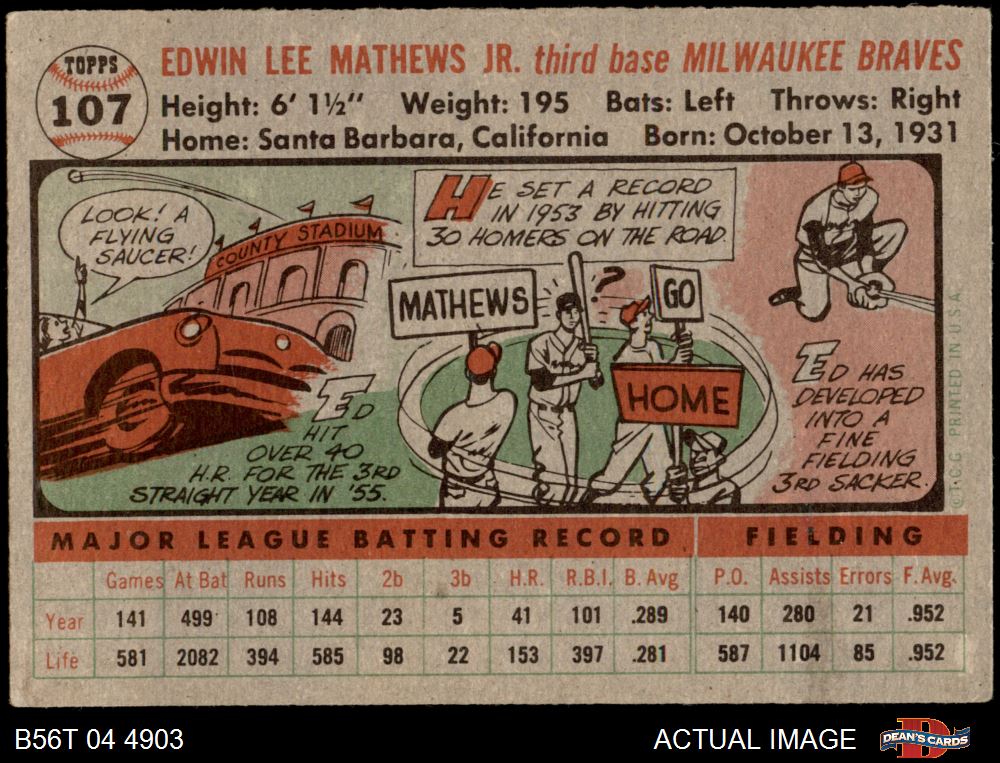 TOPPS
107
EDWIN LEE MATHEWS JR. third base MILWAUKEE BRAVES
Height: 6' 1½" Weight: 195 Bats: Left Throws: Right
Home: Santa Barbara, California Born: October 13, 1931
LOOK! A
FLYING
SAUCER!
COUNTY STADIUM
ED
HIT
OVER 40
H.R. FOR THE 3RD
STRAIGHT YEAR IN '55.
HE SET A RECORD
IN 1953 BY HITTING
30 HOMERS ON THE ROAD.
MATHEWS
?
GO
HOME
ED HAS
DEVELOPED
INTO A
FINE
FIELDING
3RD SACKER.
©T.C.G. PRINTED IN U.S.A.
MAJOR LEAGUE BATTING RECORD FIELDING
Games At Bat Runs Hits 2b 3b H.R. R.B.I. B. Avg P.O. Assists Errors F. Avg.
Year 141 499 108 144 23 5 41 101 .289 140 280 21 .952
Life 581 2082 394 585 98 22 153 397 .281 587 1104 85 .952
B56T 04 4903 ACTUAL IMAGE
D
DEAN'S CARDS